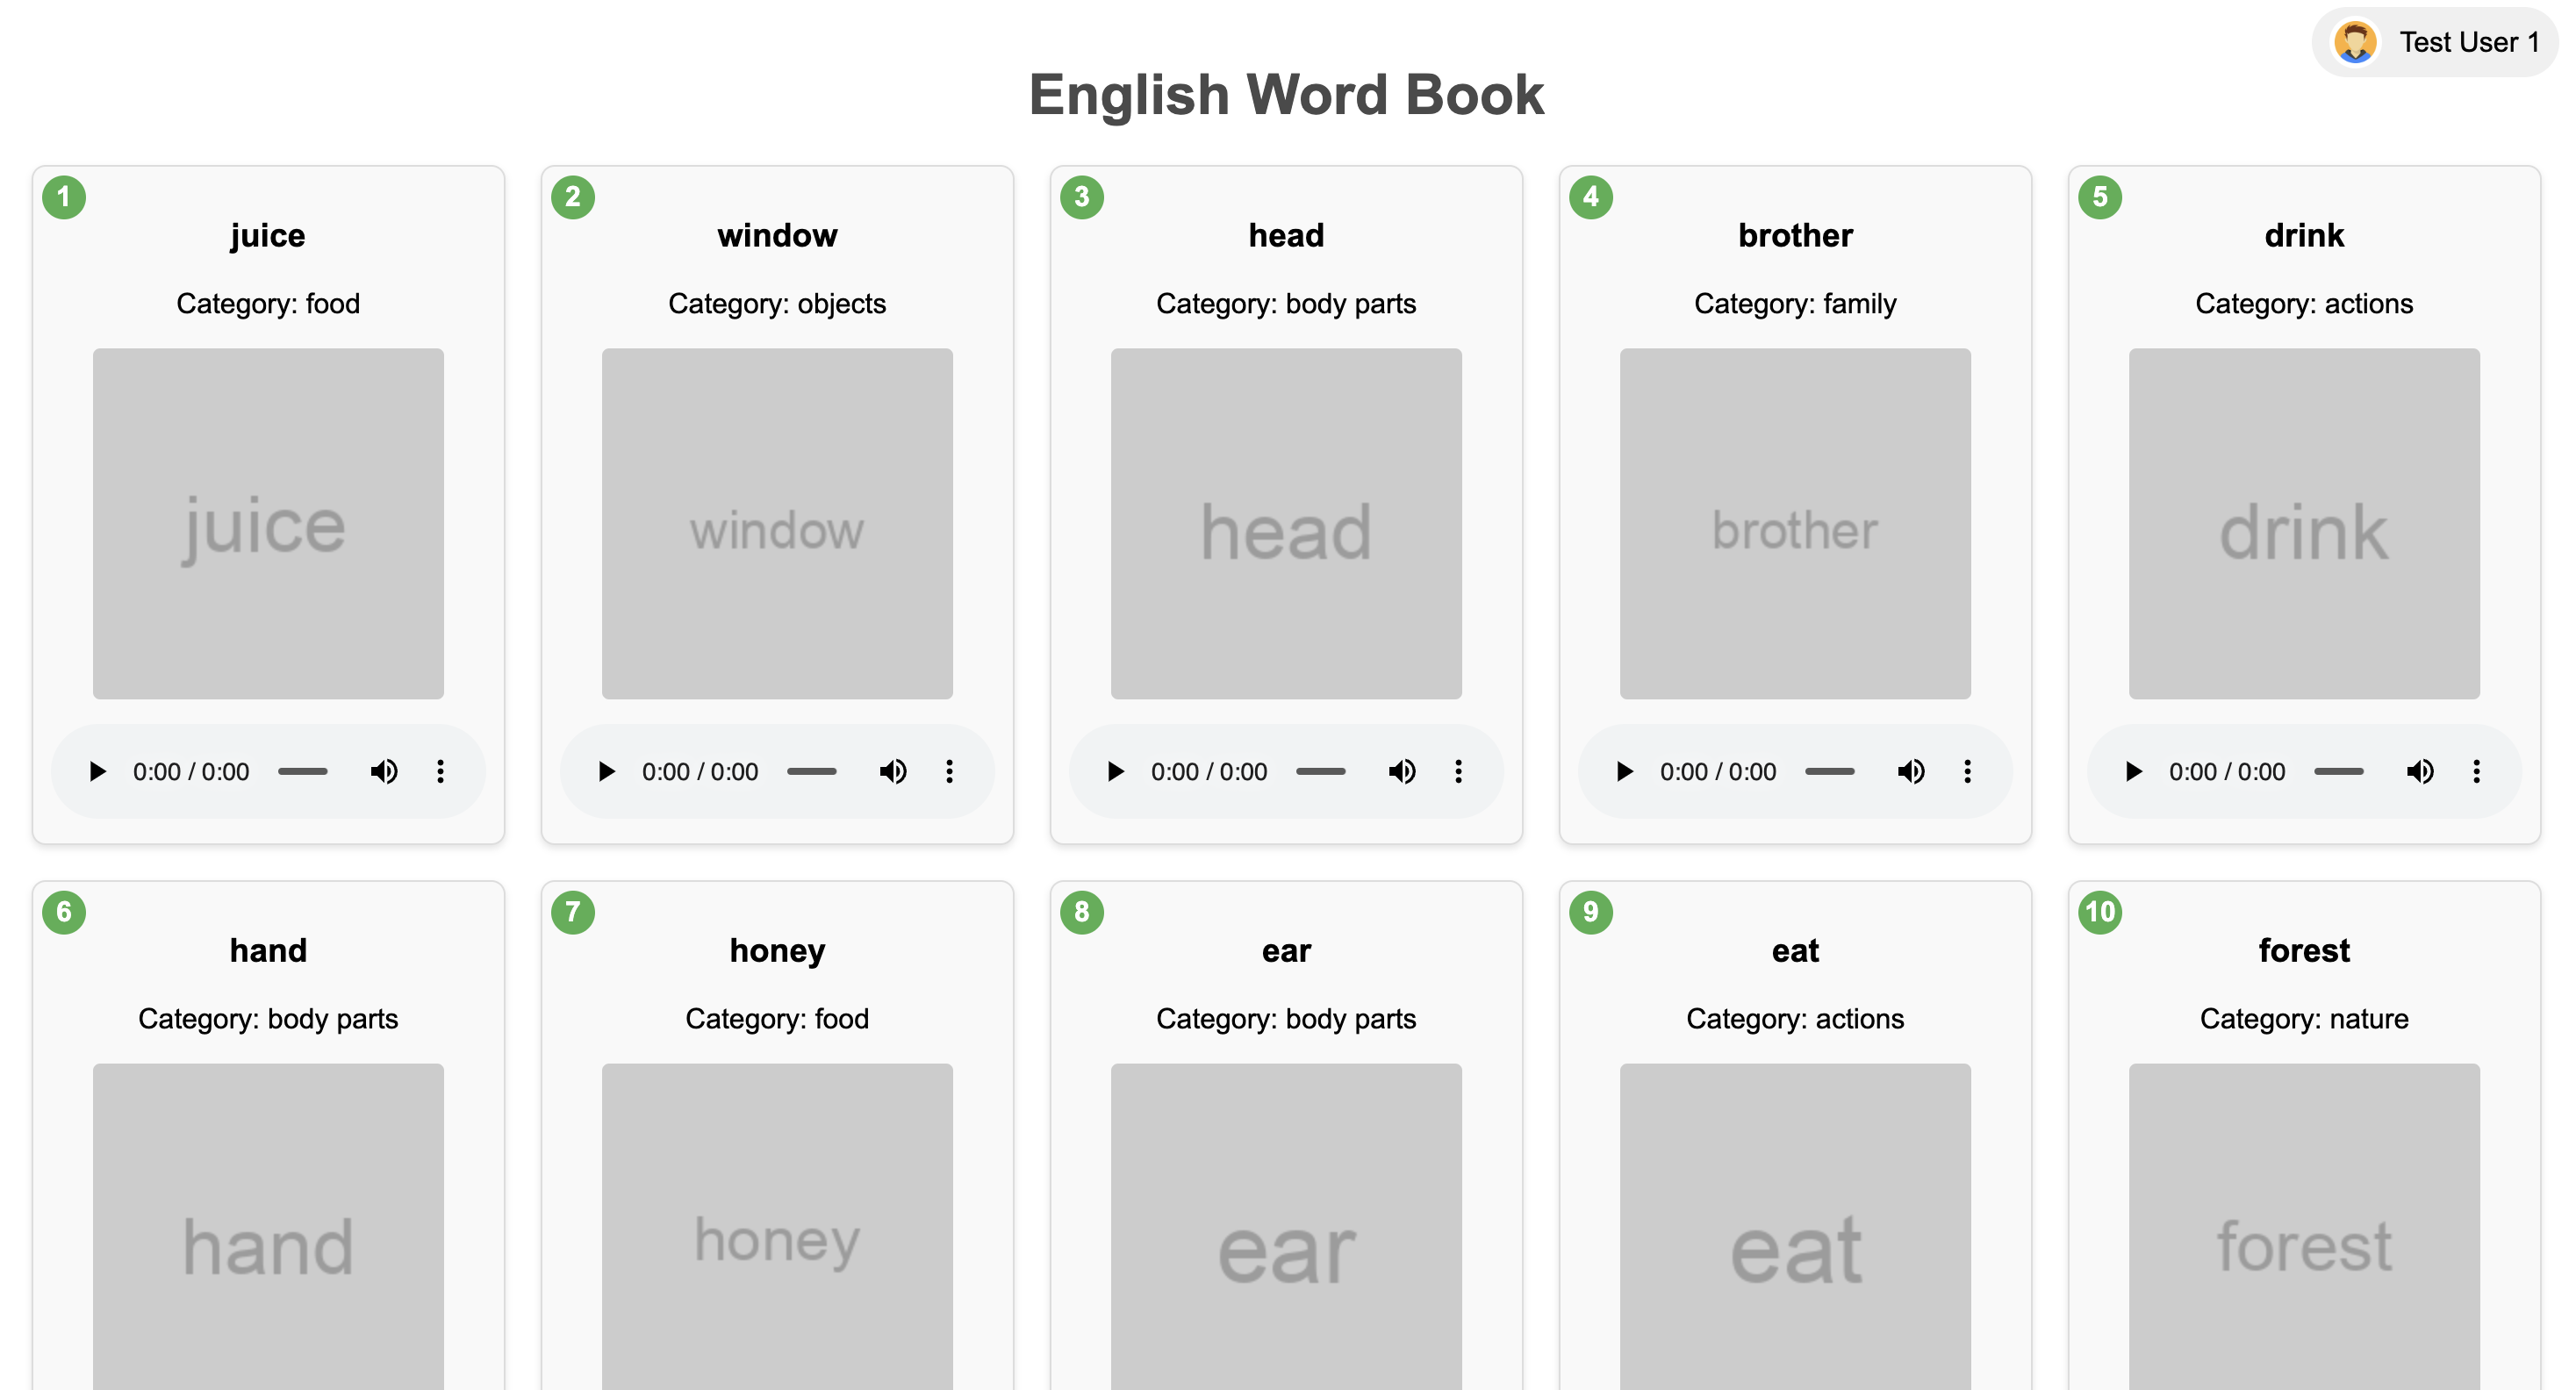 Test User 1
English Word Book
1
juice
Category: food
juice
0:00 / 0:00
2
window
Category: objects
window
0:00 / 0:00
3
head
Category: body parts
head
0:00 / 0:00
4
brother
Category: family
brother
0:00 / 0:00
5
drink
Category: actions
drink
0:00 / 0:00
6
hand
Category: body parts
hand
7
honey
Category: food
honey
8
ear
Category: body parts
ear
9
eat
Category: actions
eat
10
forest
Category: nature
forest